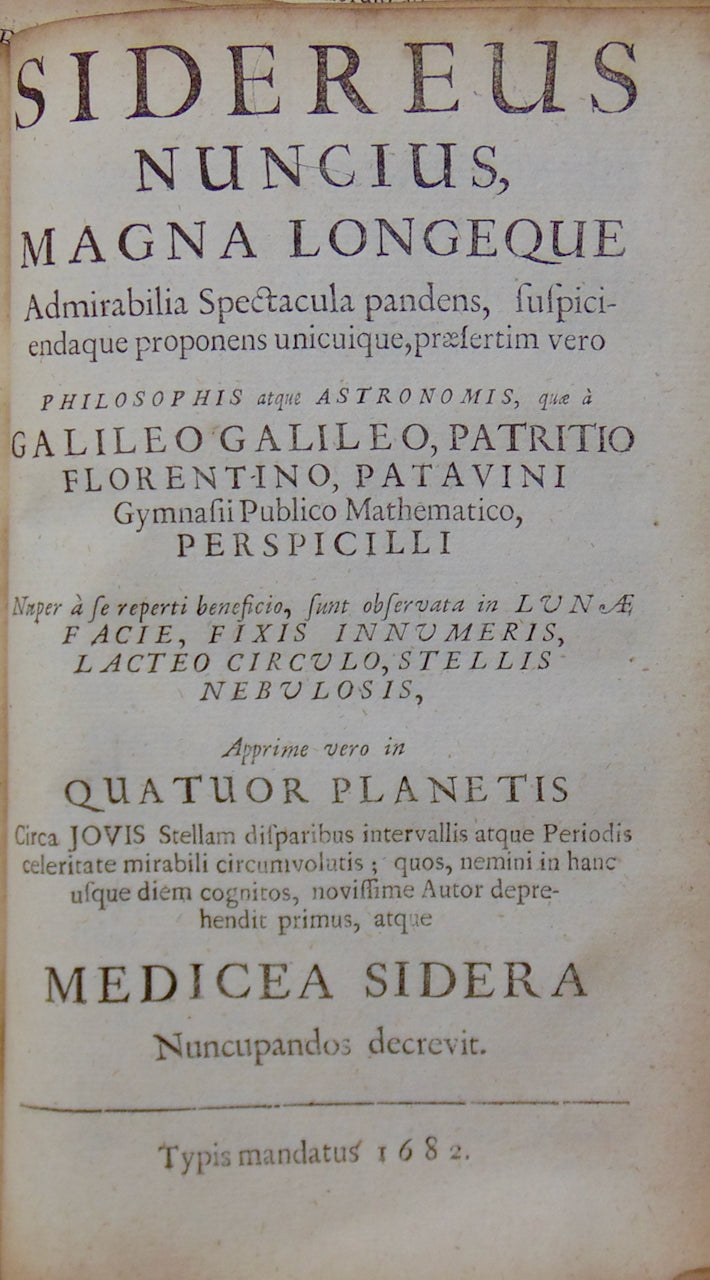 SIDEREUS
NUNCIUS,
MAGNA LONGEQUE
Admirabilia Spectacula pandens, ſuſpici-
endaque proponens unicuique, præſertim vero
PHILOSOPHIS atque ASTRONOMIS, quæ à
GALILEO GALILEO, PATRITIO
FLORENTINO, PATAVINI
Gymnaſii Publico Mathematico,
PERSPICILLI
Nuper à ſe reperti beneficio, ſunt obſervata in LUNÆ
FACIE, FIXIS INNVMERIS,
LACTEO CIRCVLO, STELLIS
NEBVLOSIS,
Apprime vero in
QUATUOR PLANETIS
Circa JOVIS Stellam diſparibus intervallis atque Periodis
celeritate mirabili circumvolutis ; quos, nemini in hanc
uſque diem cognitos, noviſſime Autor depre-
hendit primus, atque
MEDICEA SIDERA
Nuncupandos decrevit.
Typis mandatus 1682.